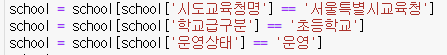 school = school[school['시도교육청명'] == '서울특별시교육청']
school = school[school['학교급구분'] == '초등학교']
school = school[school['운영상태'] == '운영']